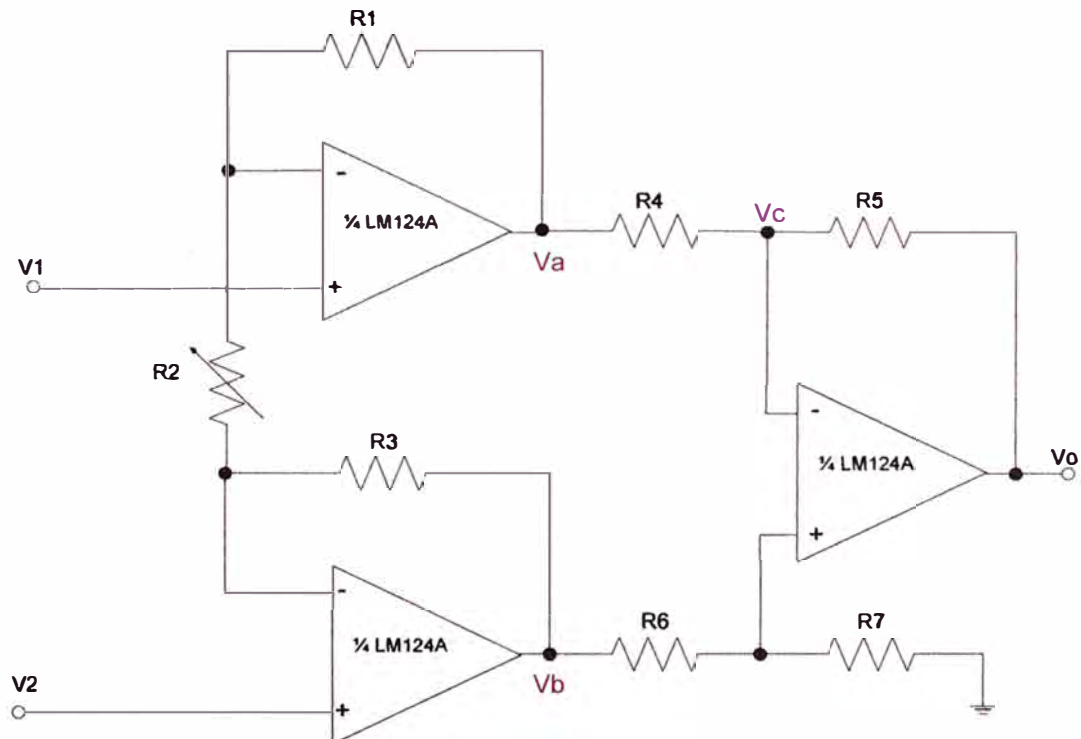 R1
-
¼ LM124A
+
V1
Va
R4
Vc
R5
R2
R3
-
¼ LM124A
+
Vo
-
¼ LM124A
+
V2
Vb
R6
R7